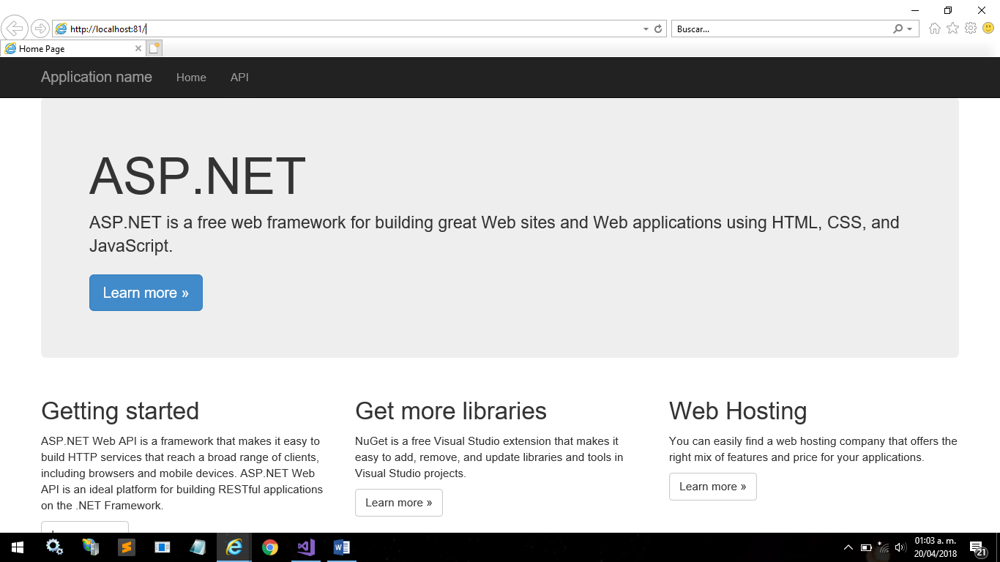 http://localhost:81/
Buscar...
Home Page
Application name
Home
API
ASP.NET
ASP.NET is a free web framework for building great Web sites and Web applications using HTML, CSS, and
JavaScript.
Learn more »
Getting started
ASP.NET Web API is a framework that makes it easy to
build HTTP services that reach a broad range of clients,
including browsers and mobile devices. ASP.NET Web
API is an ideal platform for building RESTful applications
on the .NET Framework.
Get more libraries
NuGet is a free Visual Studio extension that makes it
easy to add, remove, and update libraries and tools in
Visual Studio projects.
Learn more »
Web Hosting
You can easily find a web hosting company that offers the
right mix of features and price for your applications.
Learn more »
01:03 a. m.
20/04/2018
21